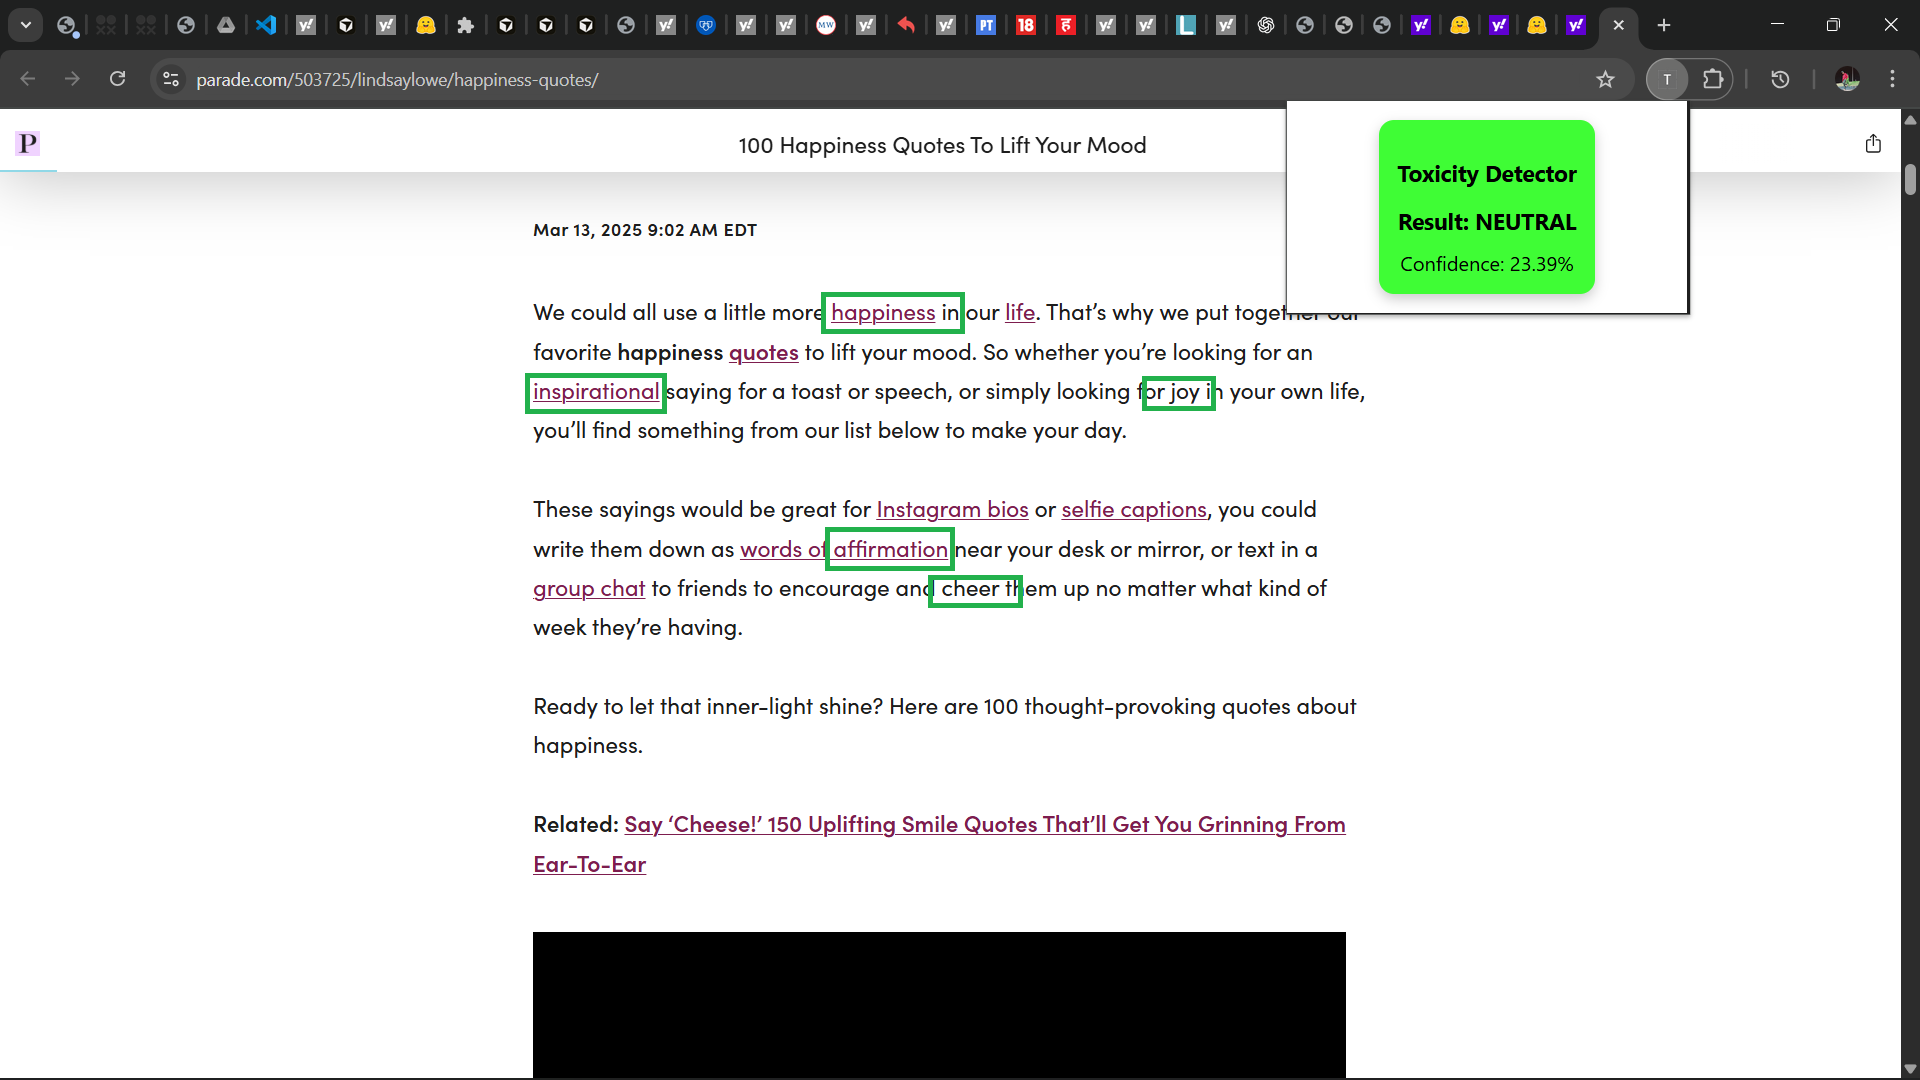 MW
PT
18
ह
L
parade.com/503725/lindsaylowe/happiness-quotes/
T
P
100 Happiness Quotes To Lift Your Mood
Toxicity Detector
Result: NEUTRAL
Confidence: 23.39%
Mar 13, 2025 9:02 AM EDT
We could all use a little more happiness in our life. That’s why we put together our
favorite happiness quotes to lift your mood. So whether you’re looking for an
inspirational saying for a toast or speech, or simply looking for joy in your own life,
you’ll find something from our list below to make your day.
These sayings would be great for Instagram bios or selfie captions, you could
write them down as words of affirmation near your desk or mirror, or text in a
group chat to friends to encourage and cheer them up no matter what kind of
week they’re having.
Ready to let that inner-light shine? Here are 100 thought-provoking quotes about
happiness.
Related: Say ‘Cheese!’ 150 Uplifting Smile Quotes That’ll Get You Grinning From
Ear-To-Ear